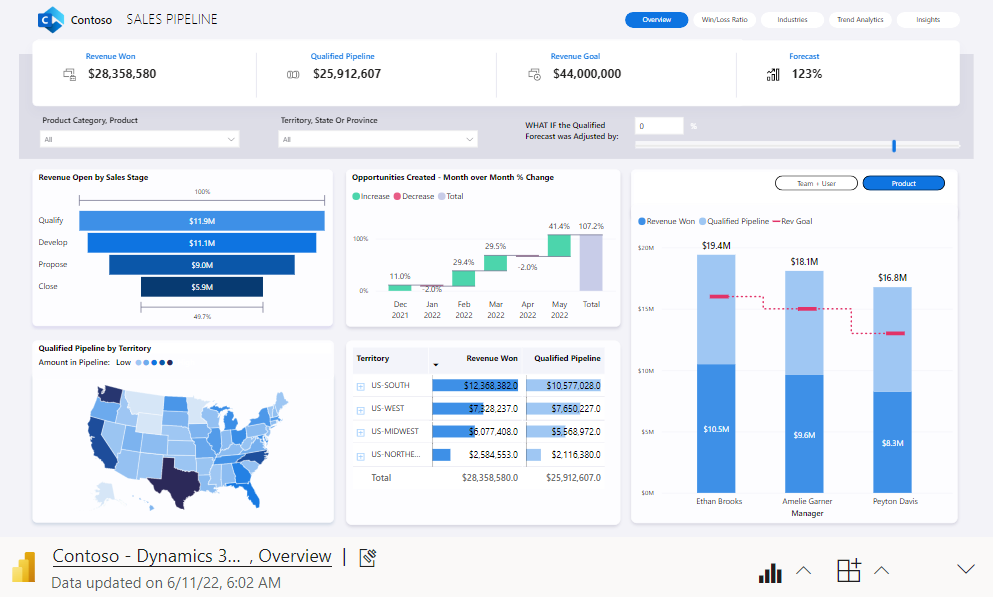 Contoso SALES PIPELINE
Overview Win/Loss Ratio Industries Trend Analytics Insights
Revenue Won Qualified Pipeline Revenue Goal Forecast
$28,358,580 $25,912,607 $44,000,000 123%
Product Category, Product Territory, State Or Province
All All
WHAT IF the Qualified
Forecast was Adjusted by:
0 %
Revenue Open by Sales Stage
100%
Qualify $11.9M
Develop $11.1M
Propose $9.0M
Close $5.9M
49.7%
Opportunities Created - Month over Month % Change
Increase Decrease Total
100%
0%
11.0% -2.0% 29.4% 29.5% -2.0% 41.4% 107.2%
Dec Jan Feb Mar Apr May Total
2021 2022 2022 2022 2022 2022
Team + User Product
Revenue Won Qualified Pipeline Rev Goal
$20M
$15M
$10M
$5M
$0M
$19.4M $18.1M $16.8M
$10.5M $9.6M $8.3M
Ethan Brooks Amelie Garner Peyton Davis
Manager
Qualified Pipeline by Territory
Amount in Pipeline: Low
Territory Revenue Won Qualified Pipeline
US-SOUTH $12,368,382.0 $10,577,028.0
US-WEST $7,328,237.0 $7,650,227.0
US-MIDWEST $6,077,408.0 $5,568,972.0
US-NORTHE... $2,584,553.0 $2,116,380.0
Total $28,358,580.0 $25,912,607.0
Contoso - Dynamics 3... , Overview |
Data updated on 6/11/22, 6:02 AM